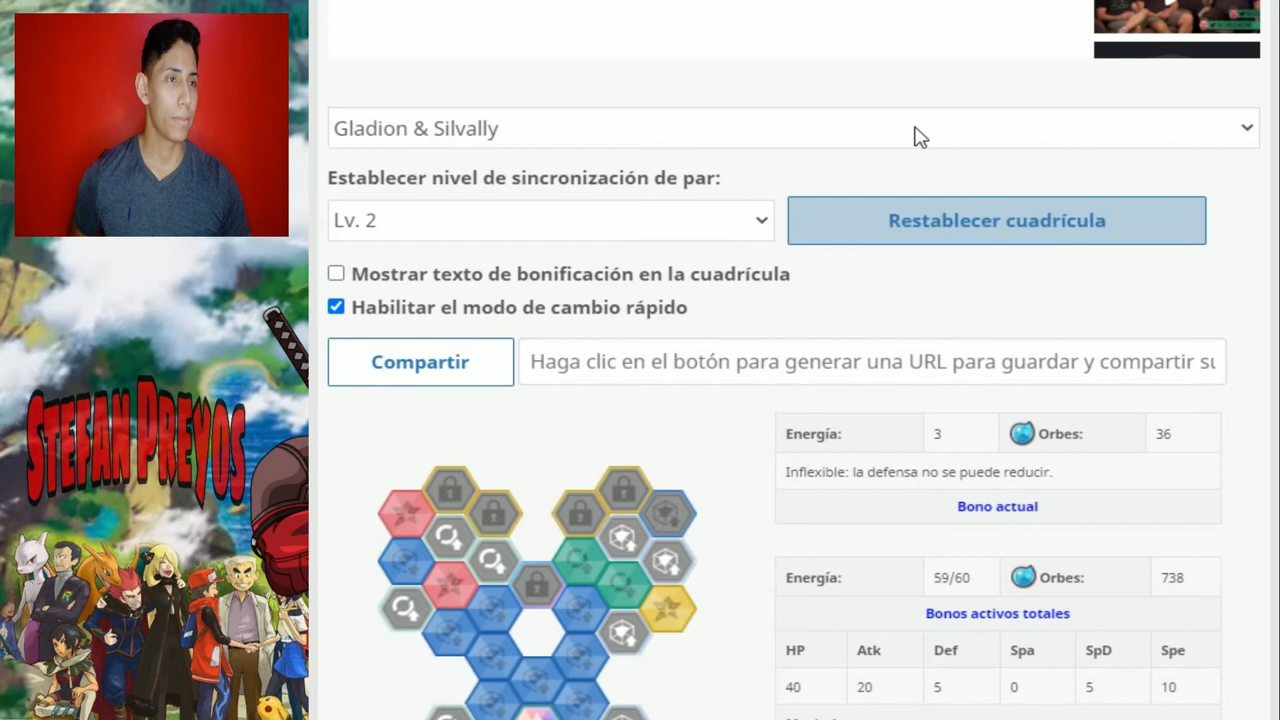 Gladion & Silvally
Establecer nivel de sincronización de par:
Lv. 2
Restablecer cuadrícula
Mostrar texto de bonificación en la cuadrícula
Habilitar el modo de cambio rápido
Compartir
Haga clic en el botón para generar una URL para guardar y compartir su
STEFAN PREYOS
Energía: 3 Orbes: 36
Inflexible: la defensa no se puede reducir.
Bono actual
Energía: 59/60 Orbes: 738
Bonos activos totales
HP Atk Def Spa SpD Spe
40 20 5 0 5 10